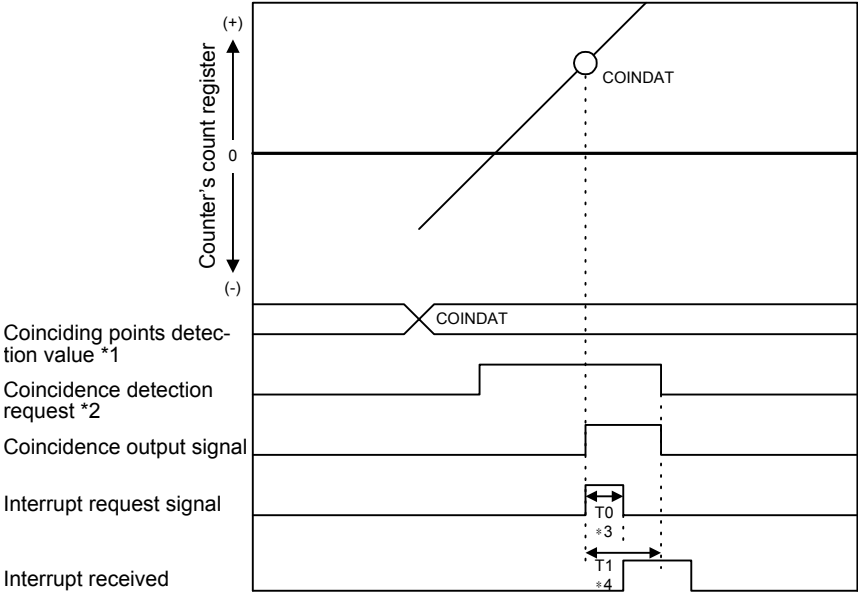 (+)
Counter's count register
0
(-)
COINDAT
COINDAT
Coinciding points detec-
tion value *1
Coincidence detection
request *2
Coincidence output signal
Interrupt request signal
T0
*3
T1
*4
Interrupt received